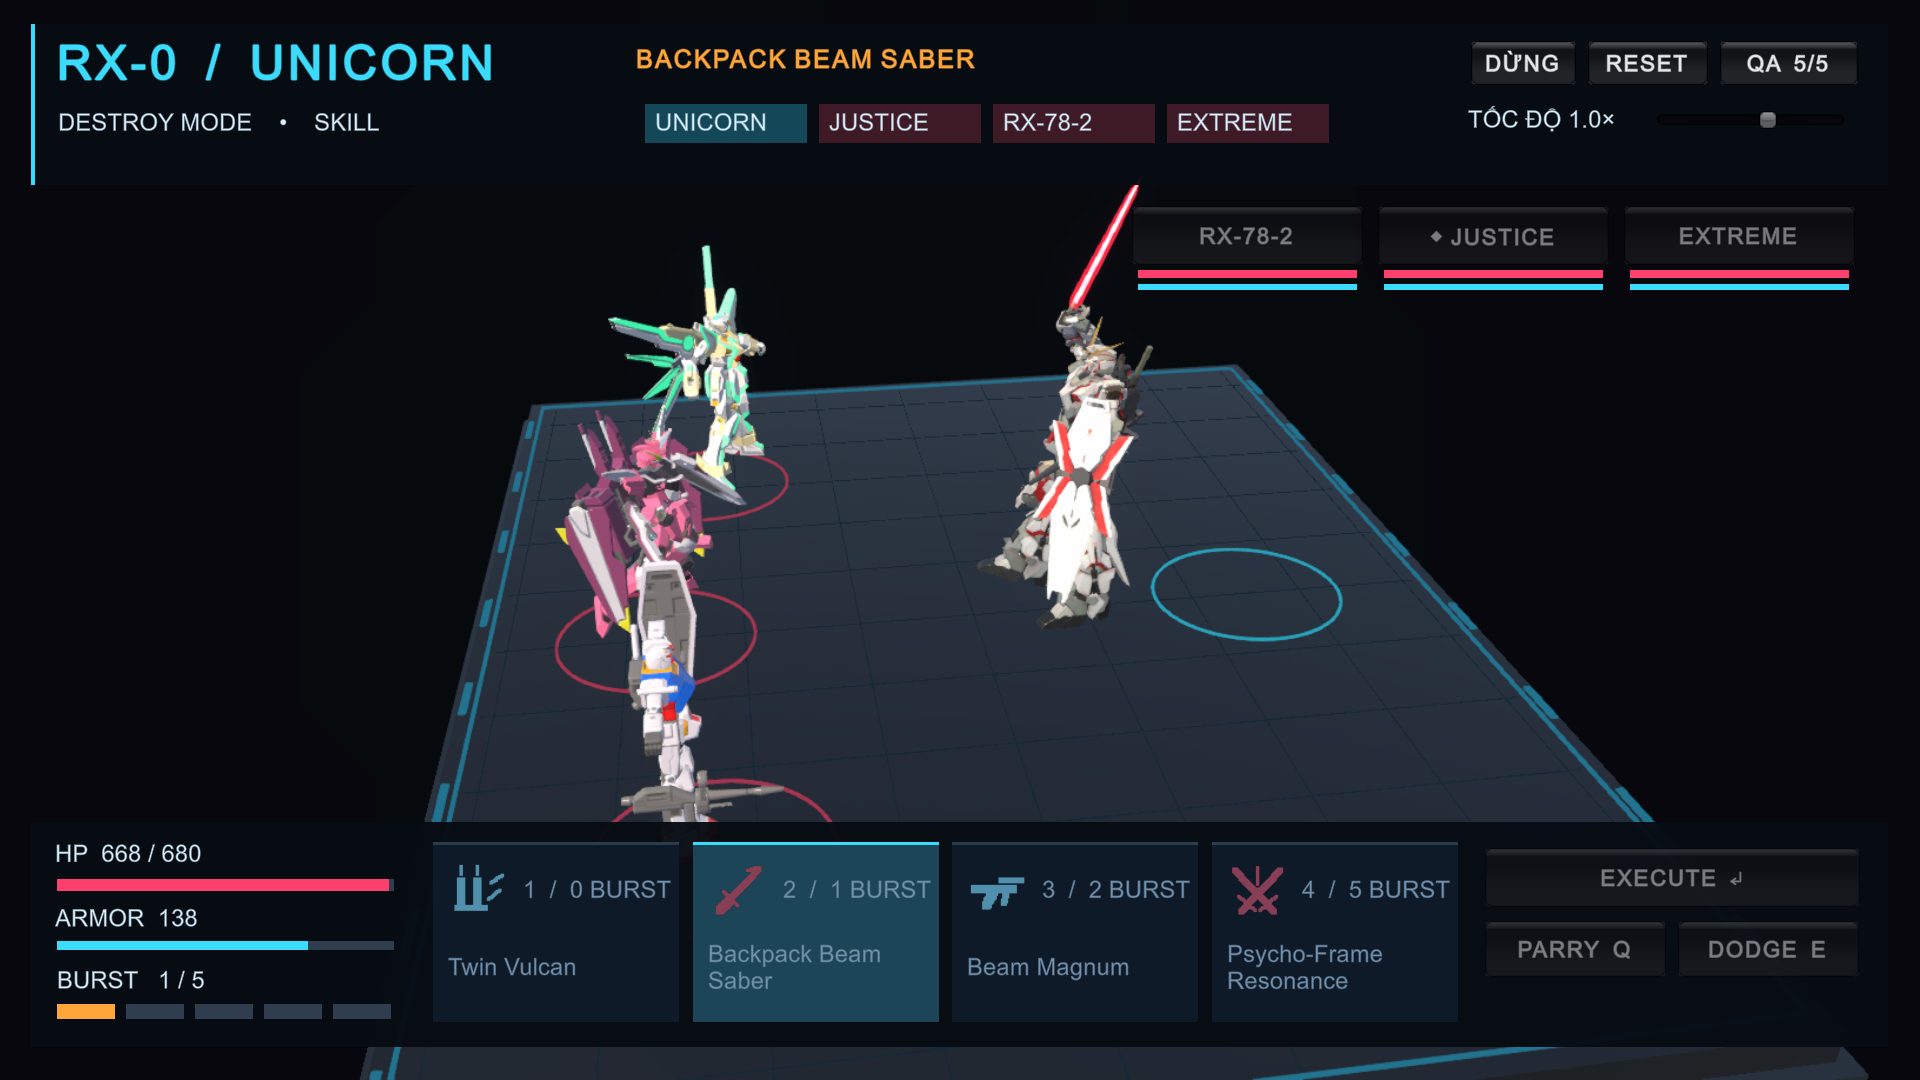 RX-0 / UNICORN
DESTROY MODE • SKILL
BACKPACK BEAM SABER
UNICORN JUSTICE RX-78-2 EXTREME
DỪNG RESET QA 5/5
TỐC ĐỘ 1.0×
RX-78-2 ◆ JUSTICE EXTREME
HP 668 / 680
ARMOR 138
BURST 1 / 5
1 / 0 BURST
Twin Vulcan
2 / 1 BURST
Backpack Beam
Saber
3 / 2 BURST
Beam Magnum
4 / 5 BURST
Psycho-Frame
Resonance
EXECUTE ↲
PARRY Q DODGE E